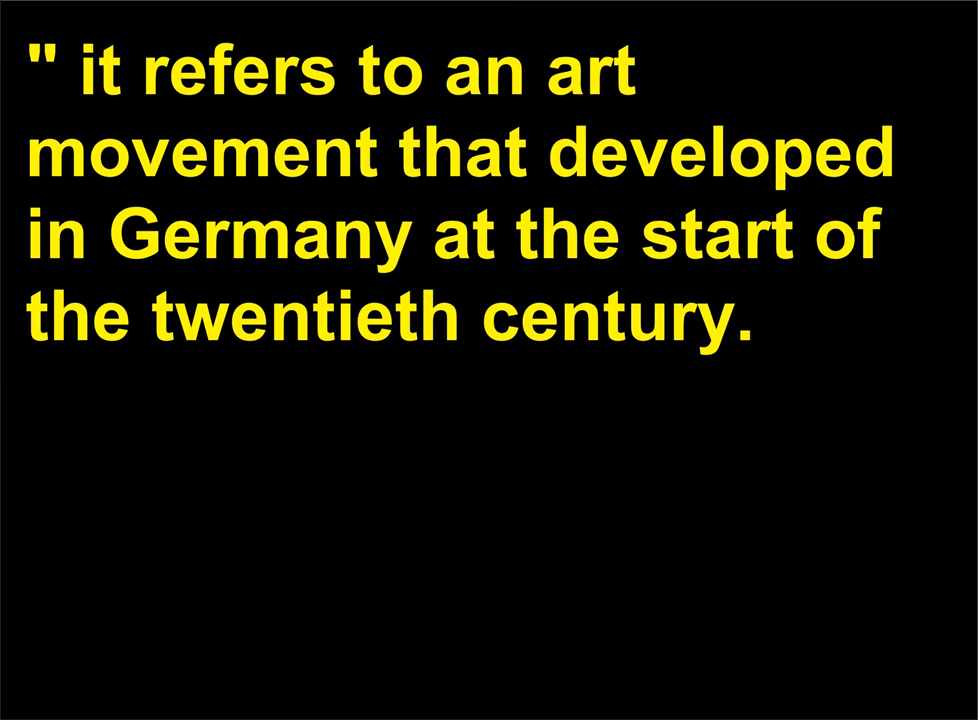 " it refers to an art
movement that developed
in Germany at the start of
the twentieth century.